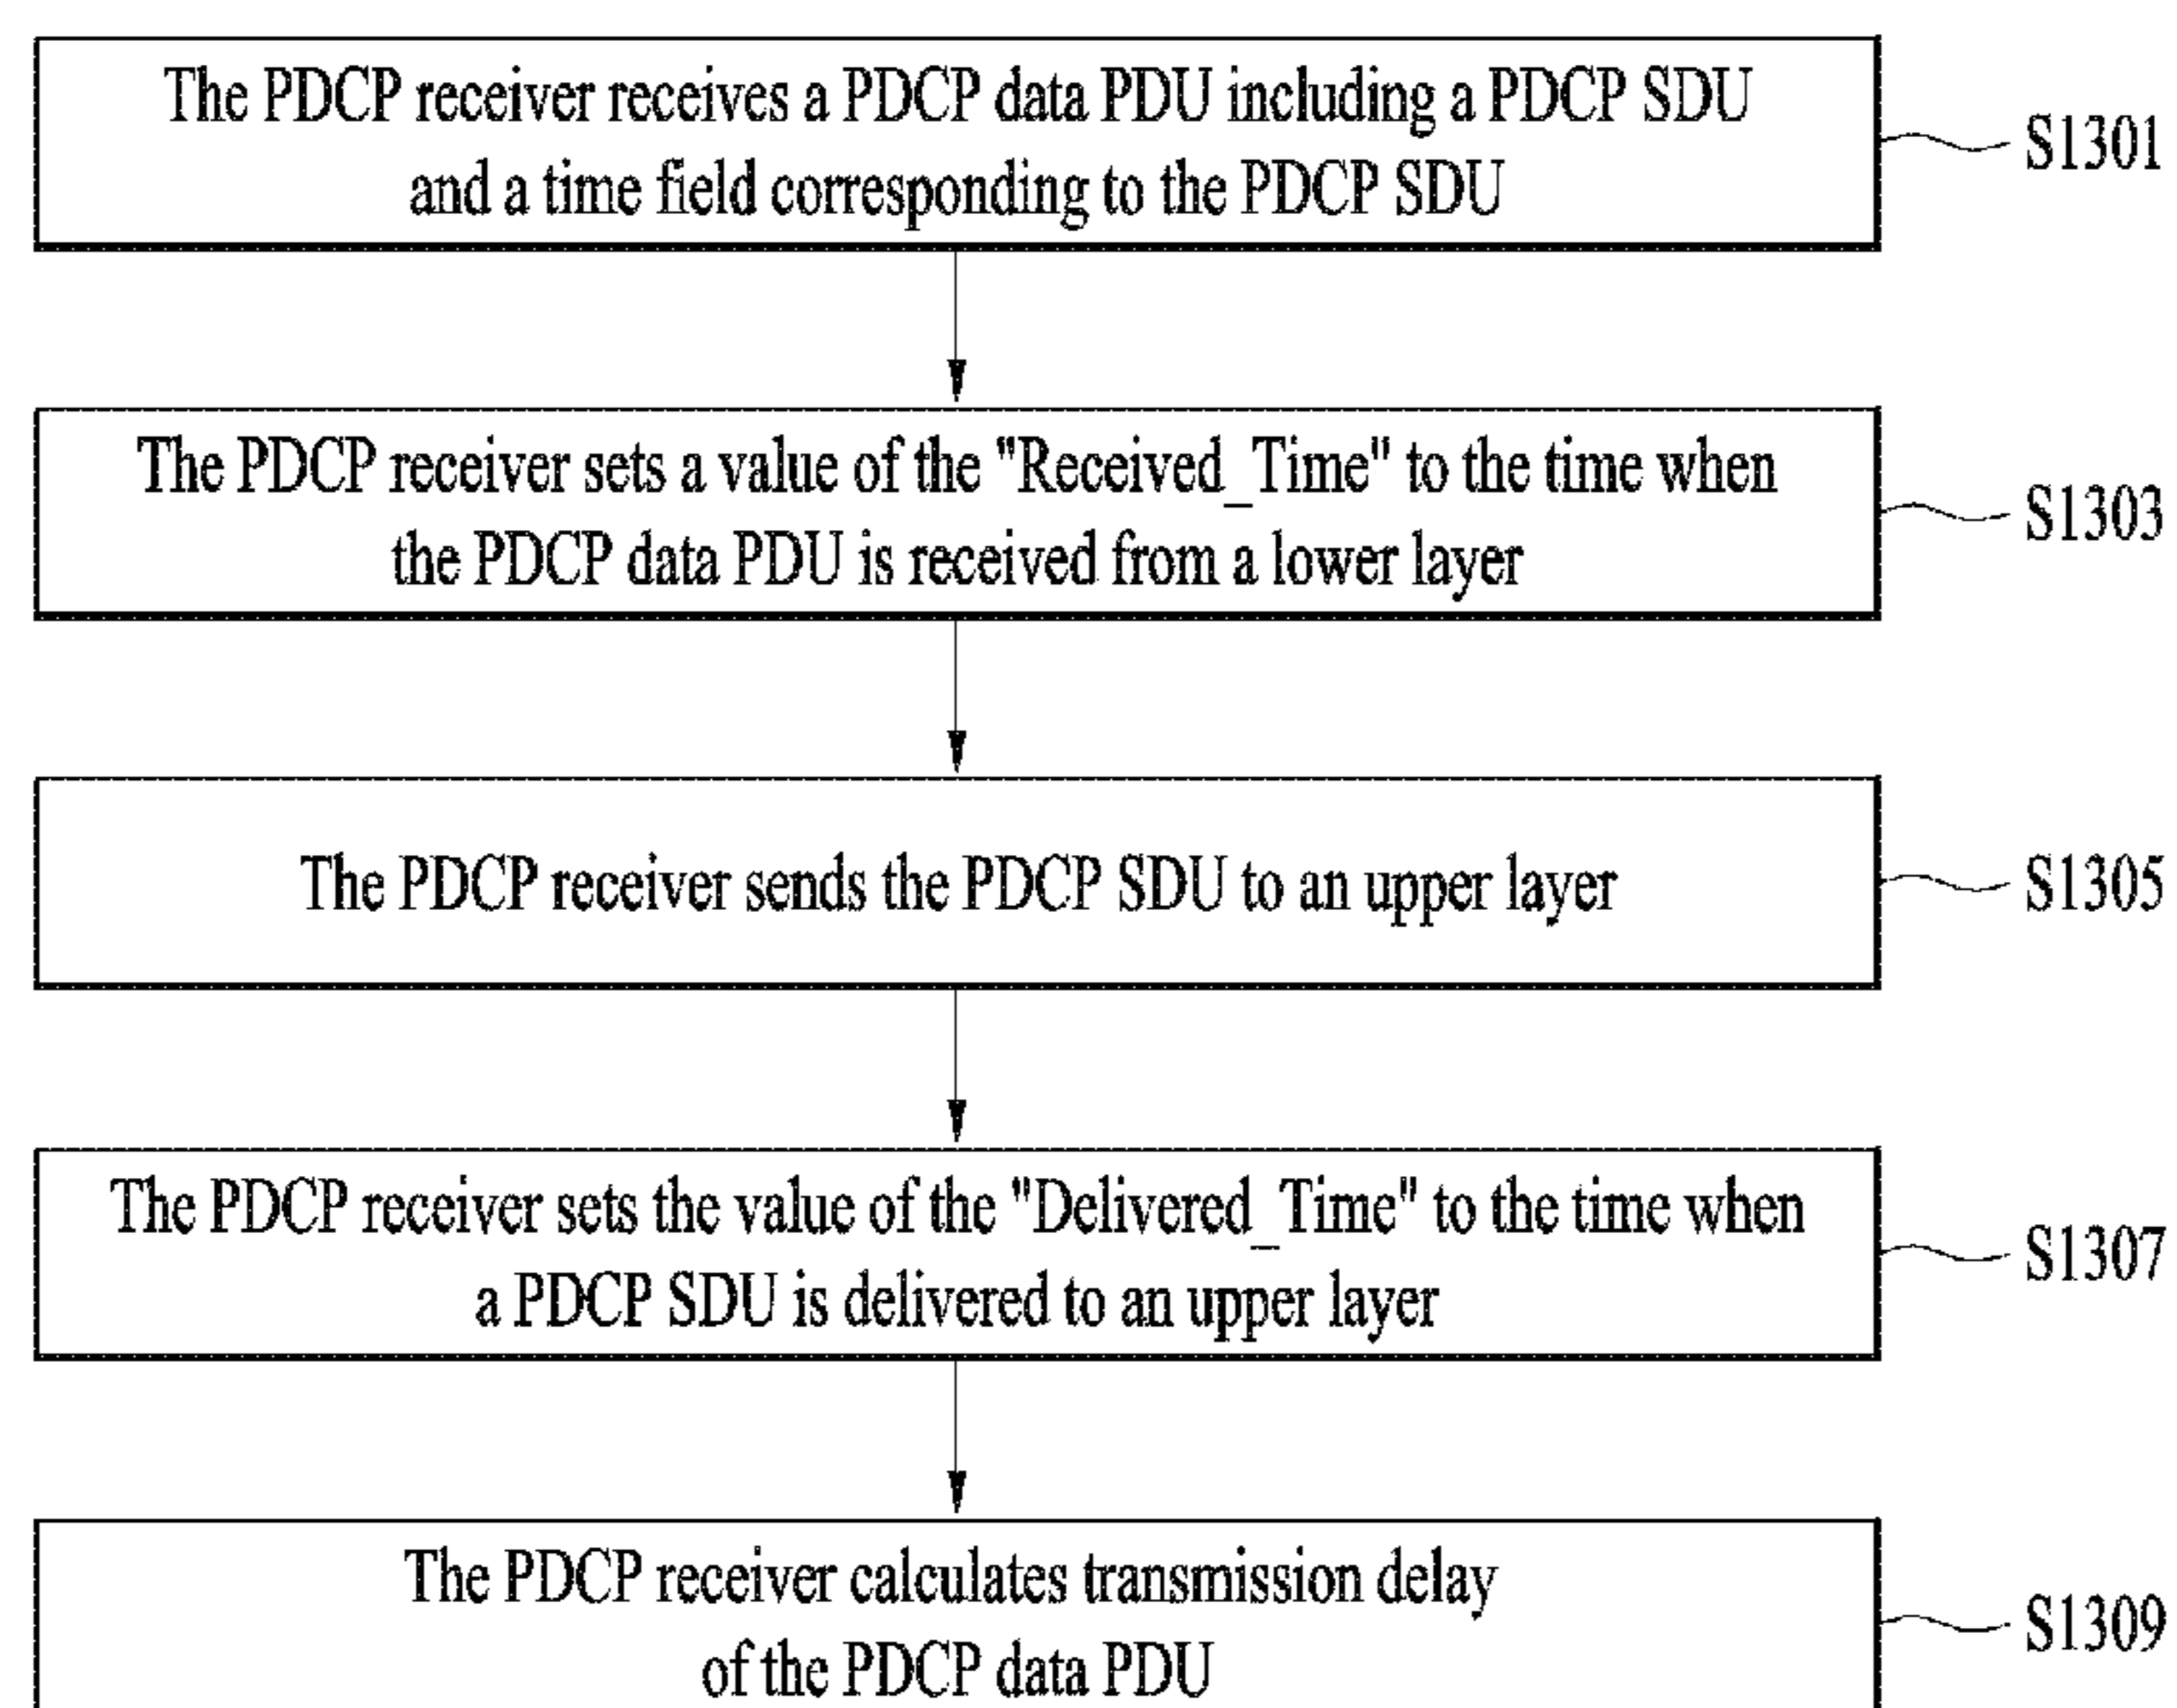 The PDCP receiver receives a PDCP data PDU including a PDCP SDU
and a time field corresponding to the PDCP SDU
S1301
The PDCP receiver sets a value of the "Received_Time" to the time when
the PDCP data PDU is received from a lower layer
S1303
The PDCP receiver sends the PDCP SDU to an upper layer
S1305
The PDCP receiver sets the value of the "Delivered_Time" to the time when
a PDCP SDU is delivered to an upper layer
S1307
The PDCP receiver calculates transmission delay
of the PDCP data PDU
S1309